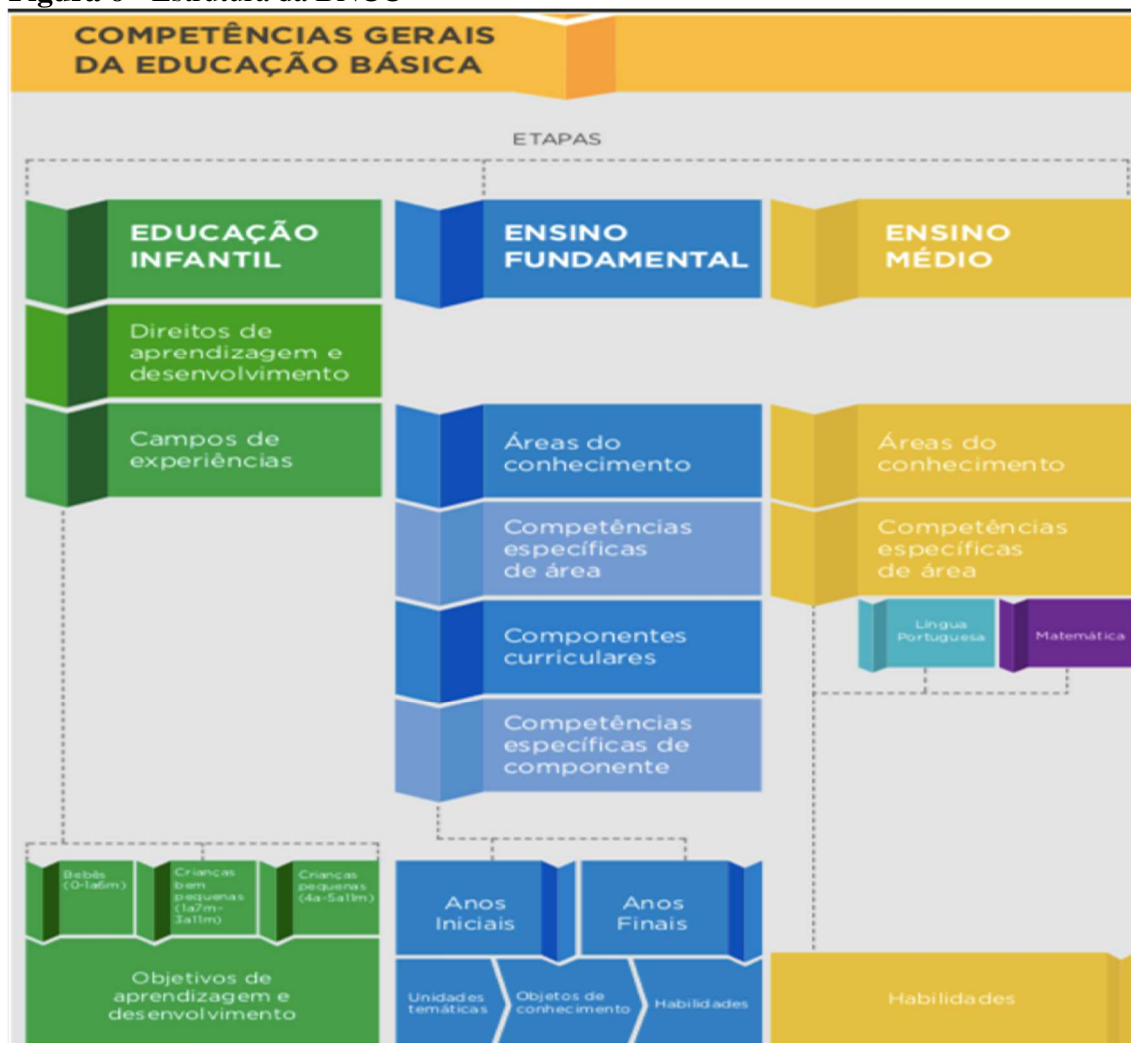 COMPETÊNCIAS GERAIS
DA EDUCAÇÃO BÁSICA
ETAPAS
EDUCAÇÃO
INFANTIL
Direitos de
aprendizagem e
desenvolvimento
Campos de
experiências
Bebês
(0-1a6m)
Crianças
bem
pequenas
(1a7m-
3a11m)
Crianças
pequenas
(4a-5a11m)
Objetivos de
aprendizagem e
desenvolvimento
ENSINO
FUNDAMENTAL
Áreas do
conhecimento
Competências
específicas
de área
Componentes
curriculares
Competências
específicas de
componente
Anos
Iniciais
Anos
Finais
Unidades
temáticas
Objetos de
conhecimento
Habilidades
ENSINO
MÉDIO
Áreas do
conhecimento
Competências
específicas
de área
Língua
Portuguesa
Matemática
Habilidades